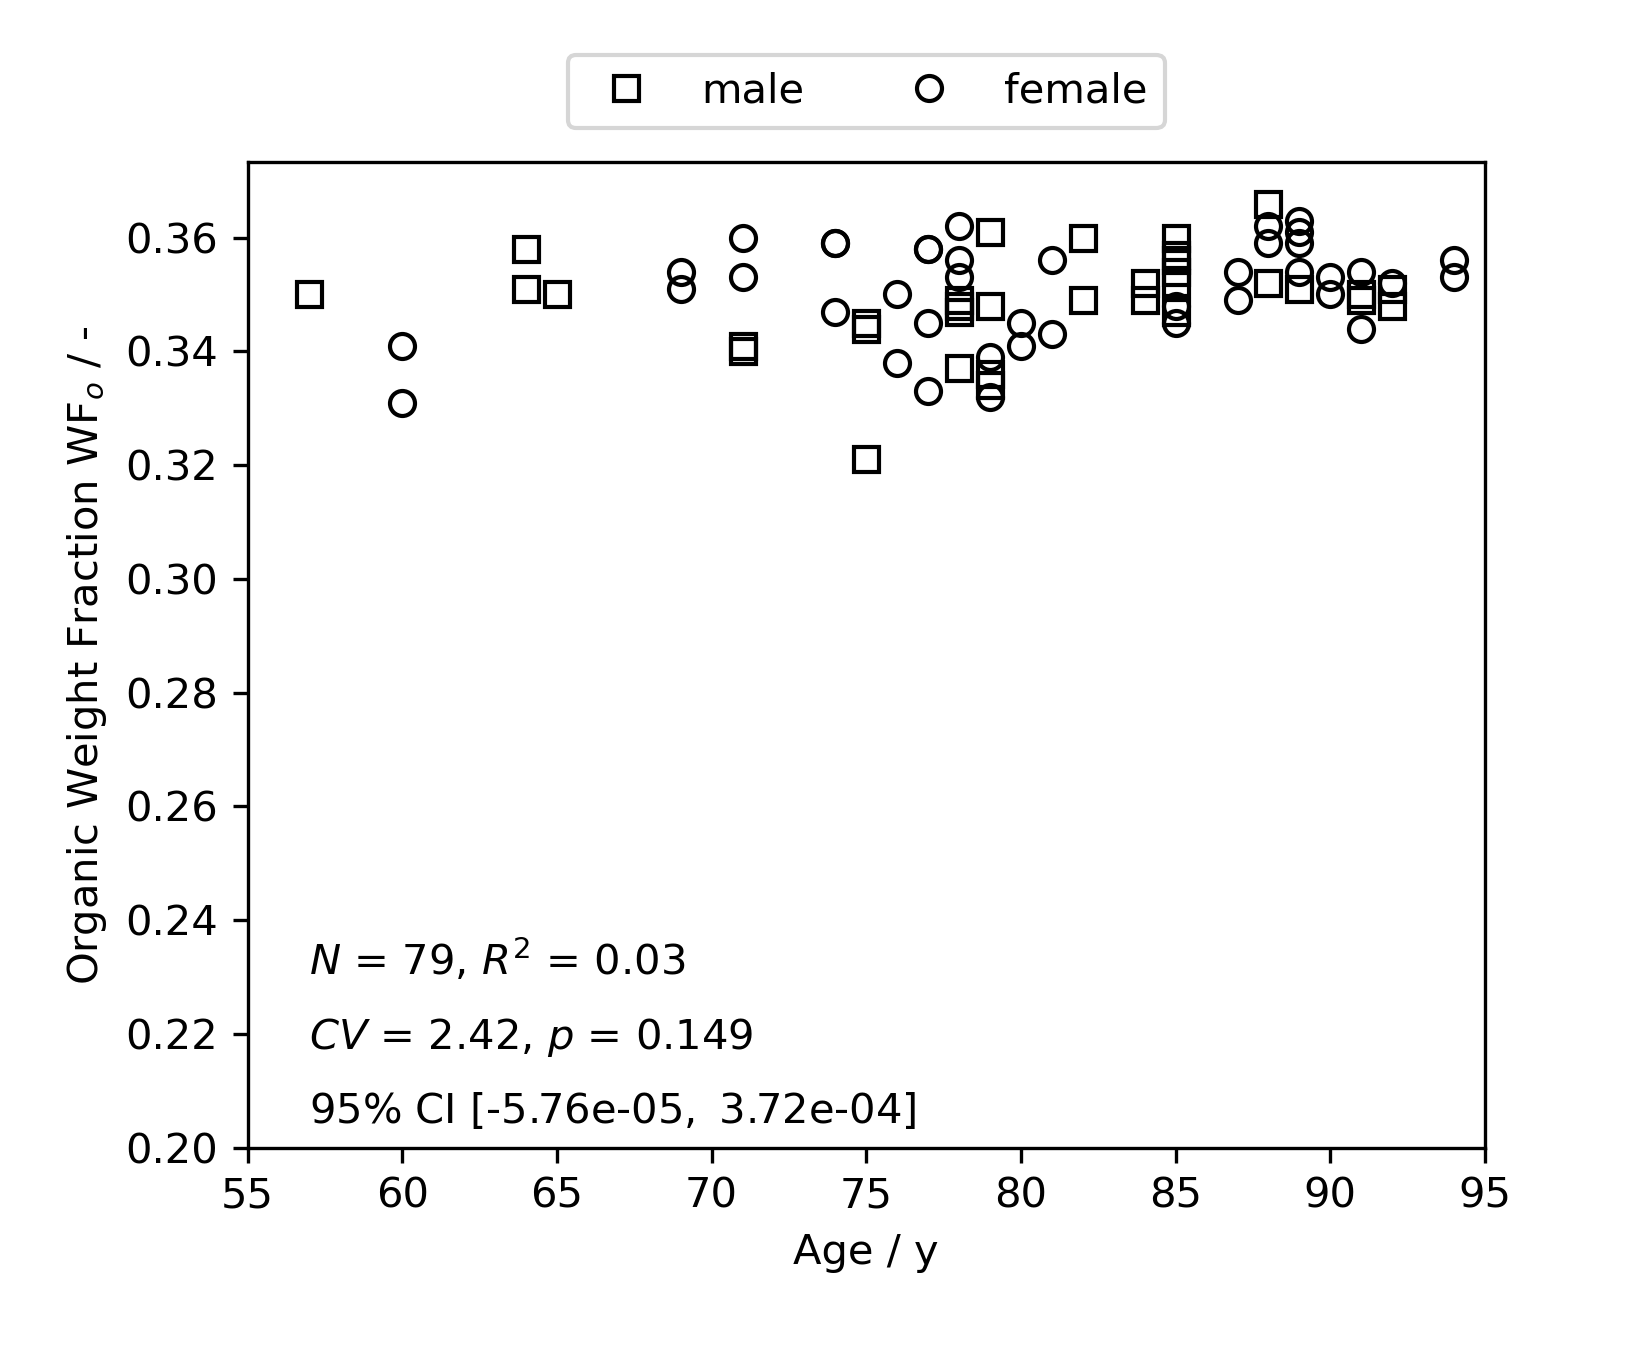 male female
0.36
0.34
0.32
0.30
0.28
0.26
0.24
0.22
0.20
Organic Weight Fraction WFₒ / -
N = 79, R² = 0.03
CV = 2.42, p = 0.149
95% CI [-5.76e-05, 3.72e-04]
55 60 65 70 75 80 85 90 95
Age / y